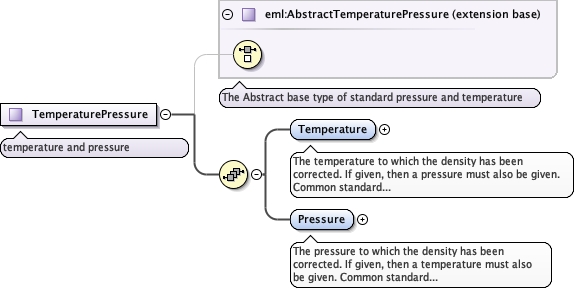 eml:AbstractTemperaturePressure (extension base)
The Abstract base type of standard pressure and temperature
TemperaturePressure
temperature and pressure
Temperature
The temperature to which the density has been
corrected. If given, then a pressure must also be given.
Common standard...
Pressure
The pressure to which the density has been
corrected. If given, then a temperature must also
be given. Common standard...